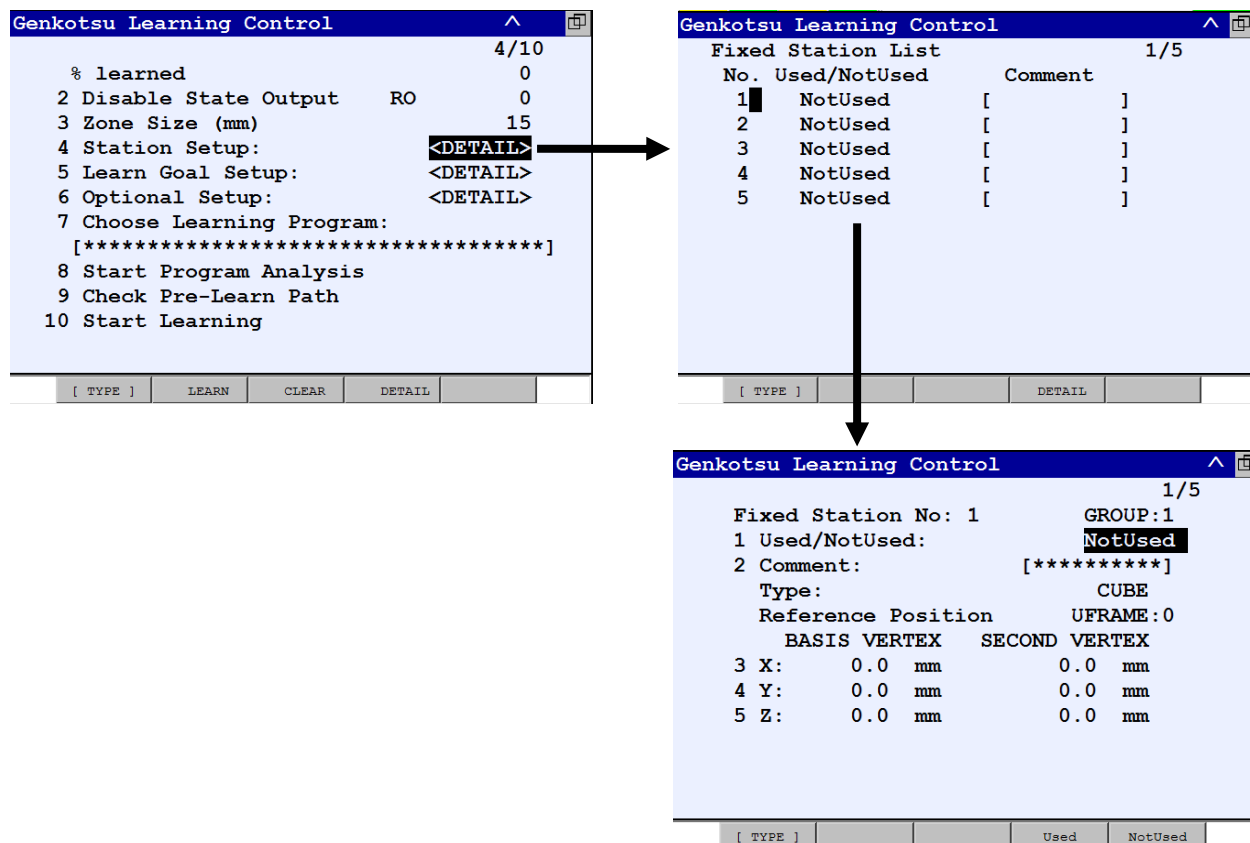 Genkotsu Learning Control ^
4/10
% learned 0
2 Disable State Output RO 0
3 Zone Size (mm) 15
4 Station Setup: <DETAIL>
5 Learn Goal Setup: <DETAIL>
6 Optional Setup: <DETAIL>
7 Choose Learning Program:
[************************************]
8 Start Program Analysis
9 Check Pre-Learn Path
10 Start Learning
[ TYPE ] LEARN CLEAR DETAIL
Genkotsu Learning Control ^
Fixed Station List 1/5
No. Used/NotUsed Comment
1 NotUsed [ ]
2 NotUsed [ ]
3 NotUsed [ ]
4 NotUsed [ ]
5 NotUsed [ ]
[ TYPE ] DETAIL
Genkotsu Learning Control ^
1/5
Fixed Station No: 1 GROUP:1
1 Used/NotUsed: NotUsed
2 Comment: [**********]
Type: CUBE
Reference Position UFRAME:0
BASIS VERTEX SECOND VERTEX
3 X: 0.0 mm 0.0 mm
4 Y: 0.0 mm 0.0 mm
5 Z: 0.0 mm 0.0 mm
[ TYPE ] Used NotUsed